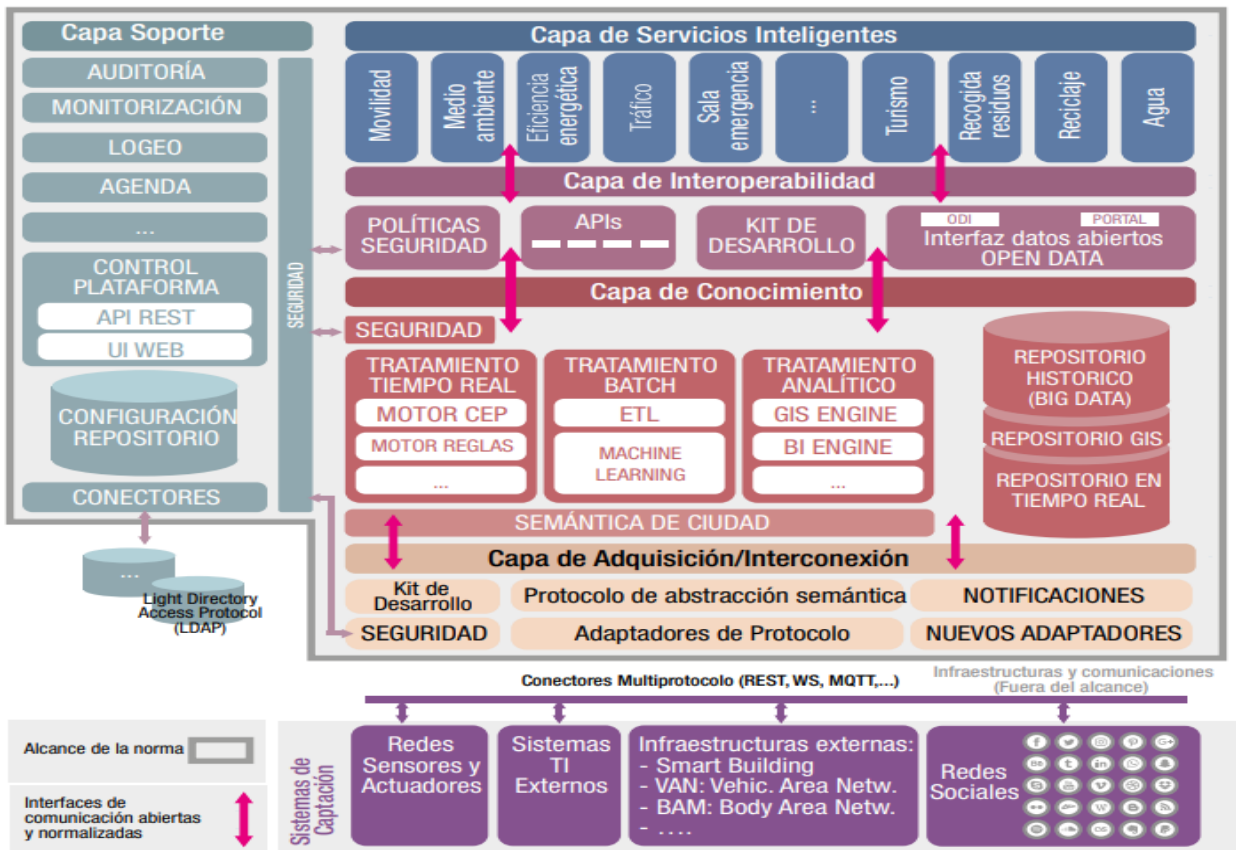 Capa Soporte
AUDITORÍA
MONITORIZACIÓN
LOGEO
AGENDA
...
CONTROL
PLATAFORMA
API REST
UI WEB
CONFIGURACIÓN
REPOSITORIO
CONECTORES
SEGURIDAD
...
Light Directory
Access Protocol
(LDAP)
Capa de Servicios Inteligentes
Movilidad
Medio
ambiente
Eficiencia
energética
Tráfico
Sala
emergencia
...
Turismo
Recogida
residuos
Reciclaje
Agua
Capa de Interoperabilidad
POLÍTICAS
SEGURIDAD
APIs
KIT DE
DESARROLLO
ODI
PORTAL
Interfaz datos abiertos
OPEN DATA
Capa de Conocimiento
SEGURIDAD
TRATAMIENTO
TIEMPO REAL
MOTOR CEP
MOTOR REGLAS
...
TRATAMIENTO
BATCH
ETL
MACHINE
LEARNING
TRATAMIENTO
ANALÍTICO
GIS ENGINE
BI ENGINE
...
REPOSITORIO
HISTORICO
(BIG DATA)
REPOSITORIO GIS
REPOSITORIO EN
TIEMPO REAL
SEMÁNTICA DE CIUDAD
Capa de Adquisición/Interconexión
Kit de
Desarrollo
Protocolo de abstracción semántica
NOTIFICACIONES
SEGURIDAD
Adaptadores de Protocolo
NUEVOS ADAPTADORES
Conectores Multiprotocolo (REST, WS, MQTT,...)
Infraestructuras y comunicaciones
(Fuera del alcance)
Alcance de la norma
Interfaces de
comunicación abiertas
y normalizadas
Sistemas de
Captación
Redes
Sensores y
Actuadores
Sistemas
TI
Externos
Infraestructuras externas:
- Smart Building
- VAN: Vehic. Area Netw.
- BAM: Body Area Netw.
- ....
Redes
Sociales